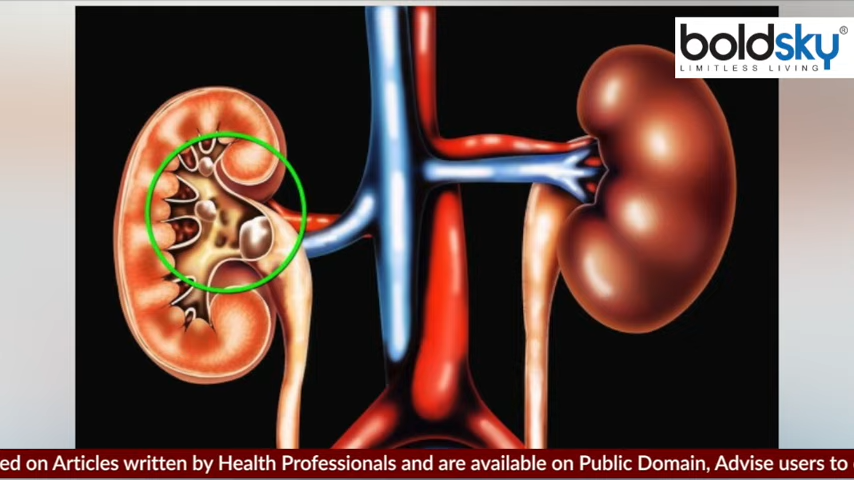 boldsky®
LIMITLESS LIVING
ed on Articles written by Health Professionals and are available on Public Domain, Advise users to